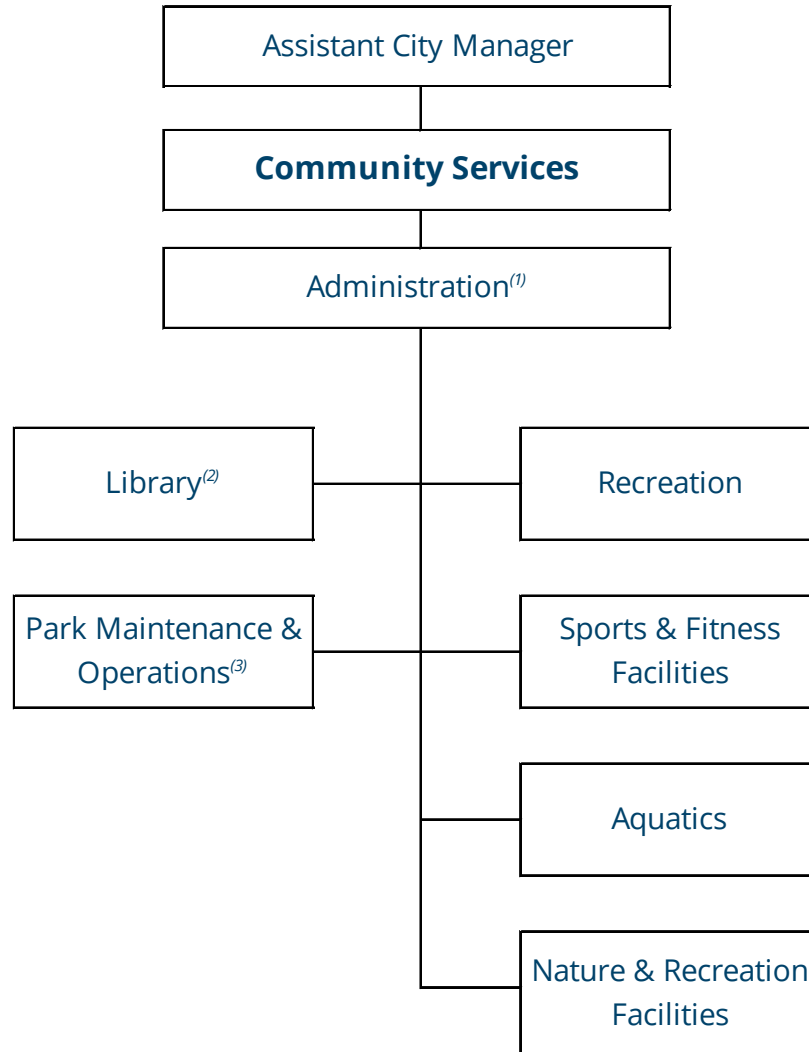 Assistant City Manager
Community Services
Administration(1)
Library(2)
Recreation
Park Maintenance &
Operations(3)
Sports & Fitness
Facilities
Aquatics
Nature & Recreation
Facilities